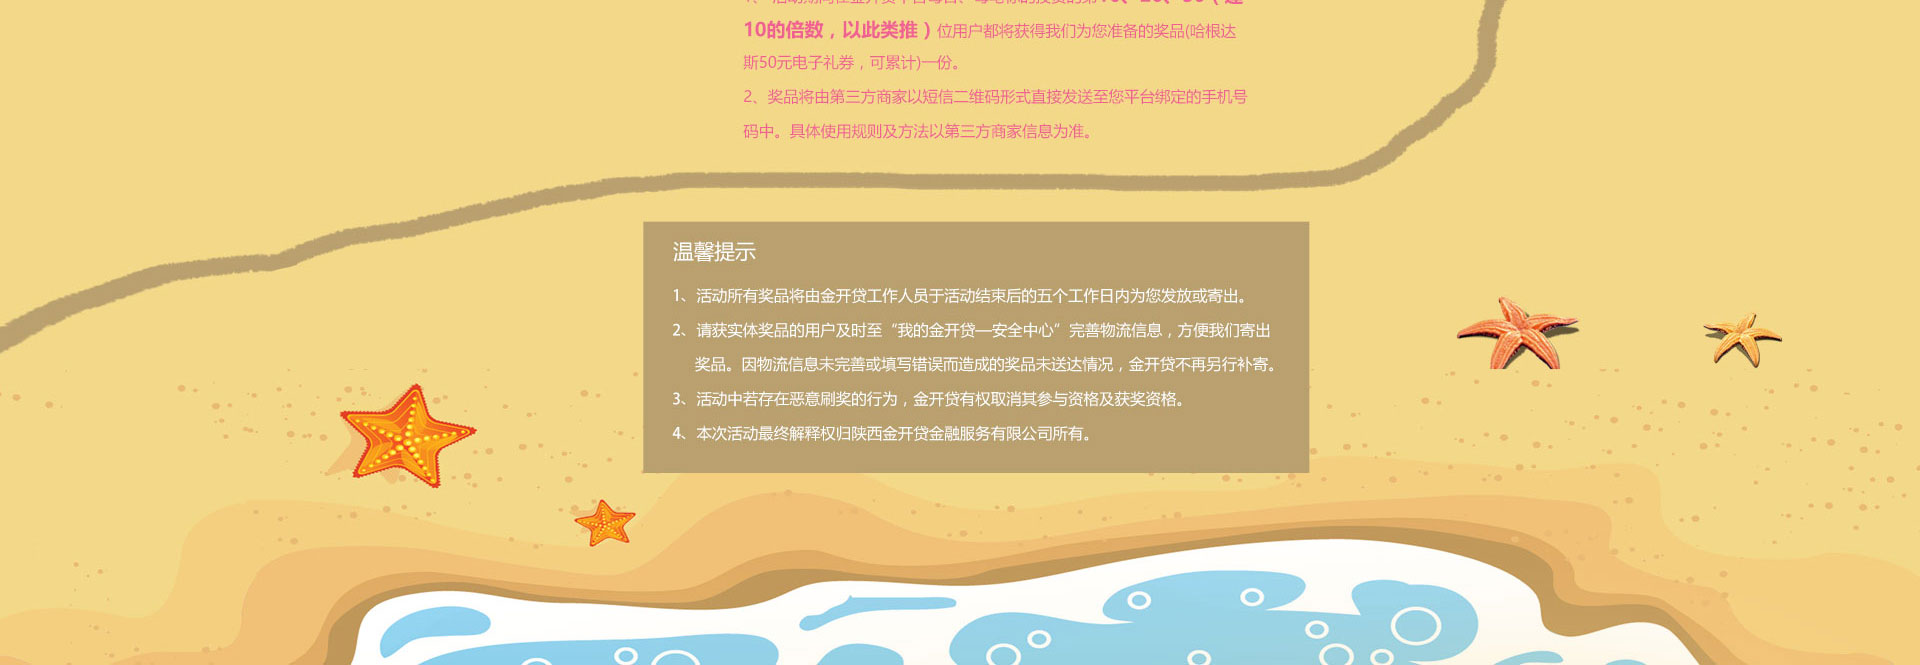 10的倍数，以此类推）位用户都将获得我们为您准备的奖品(哈根达
斯50元电子礼券，可累计)一份。
2、奖品将由第三方商家以短信二维码形式直接发送至您平台绑定的手机号
码中。具体使用规则及方法以第三方商家信息为准。
温馨提示
1、活动所有奖品将由金开贷工作人员于活动结束后的五个工作日内为您发放或寄出。
2、请获实体奖品的用户及时至“我的金开贷—安全中心”完善物流信息，方便我们寄出
奖品。因物流信息未完善或填写错误而造成的奖品未送达情况，金开贷不再另行补寄。
3、活动中若存在恶意刷奖的行为，金开贷有权取消其参与资格及获奖资格。
4、本次活动最终解释权归陕西金开贷金融服务有限公司所有。